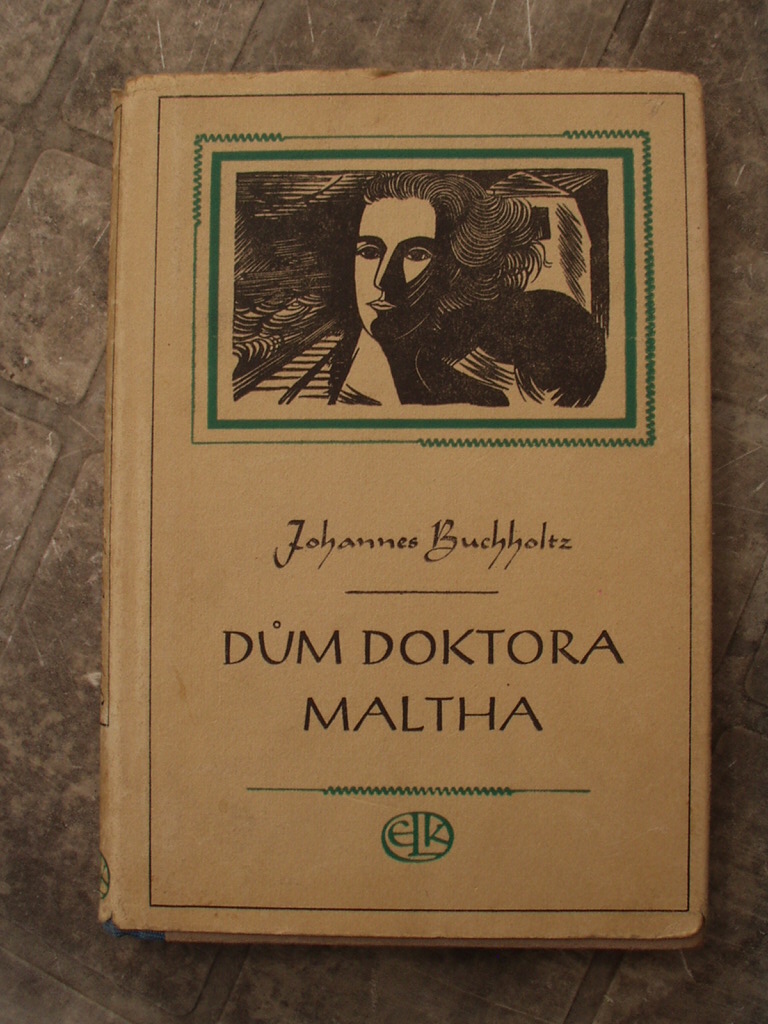 Johannes Buchholtz
DŮM DOKTORA
MALTHA
ELK